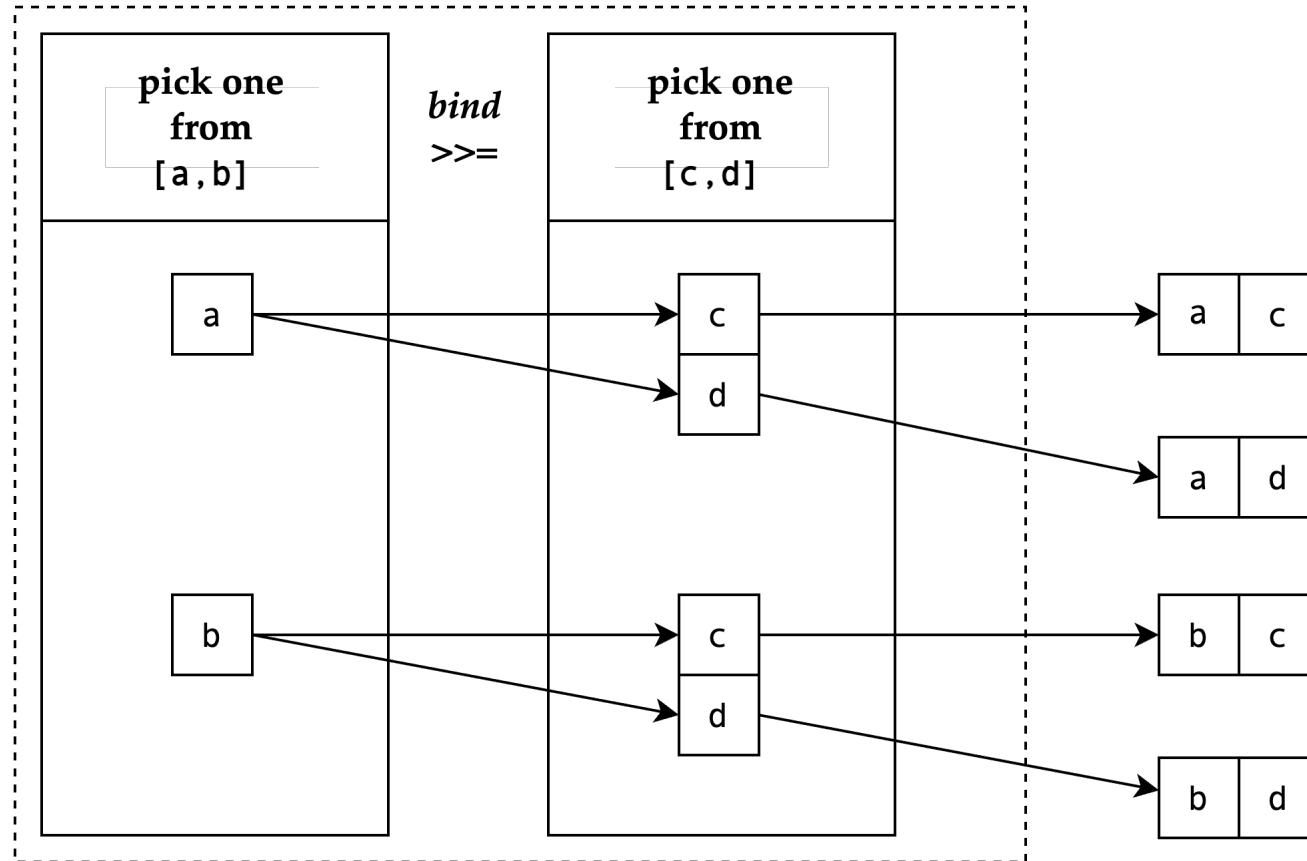 pick one
from
[a,b]
bind
>>=
pick one
from
[c,d]
a
c
a c
d
a d
b
c
b c
d
b d